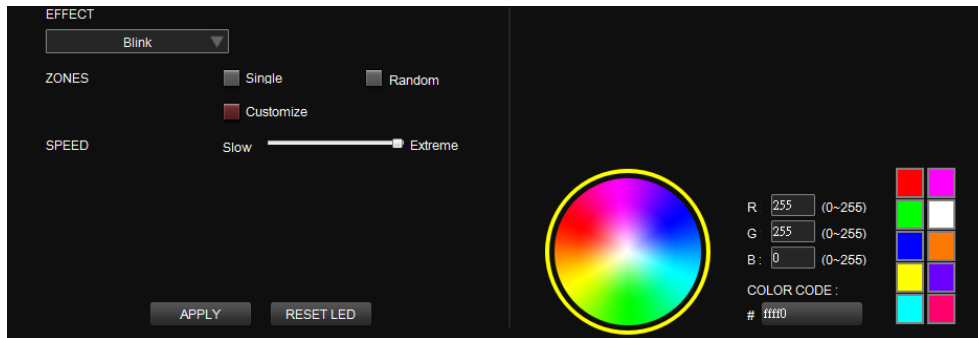 EFFECT
Blink
ZONES Single Random
Customize
SPEED Slow Extreme
R: 255 (0~255)
G: 255 (0~255)
B: 0 (0~255)
COLOR CODE :
# ffff0
APPLY RESET LED